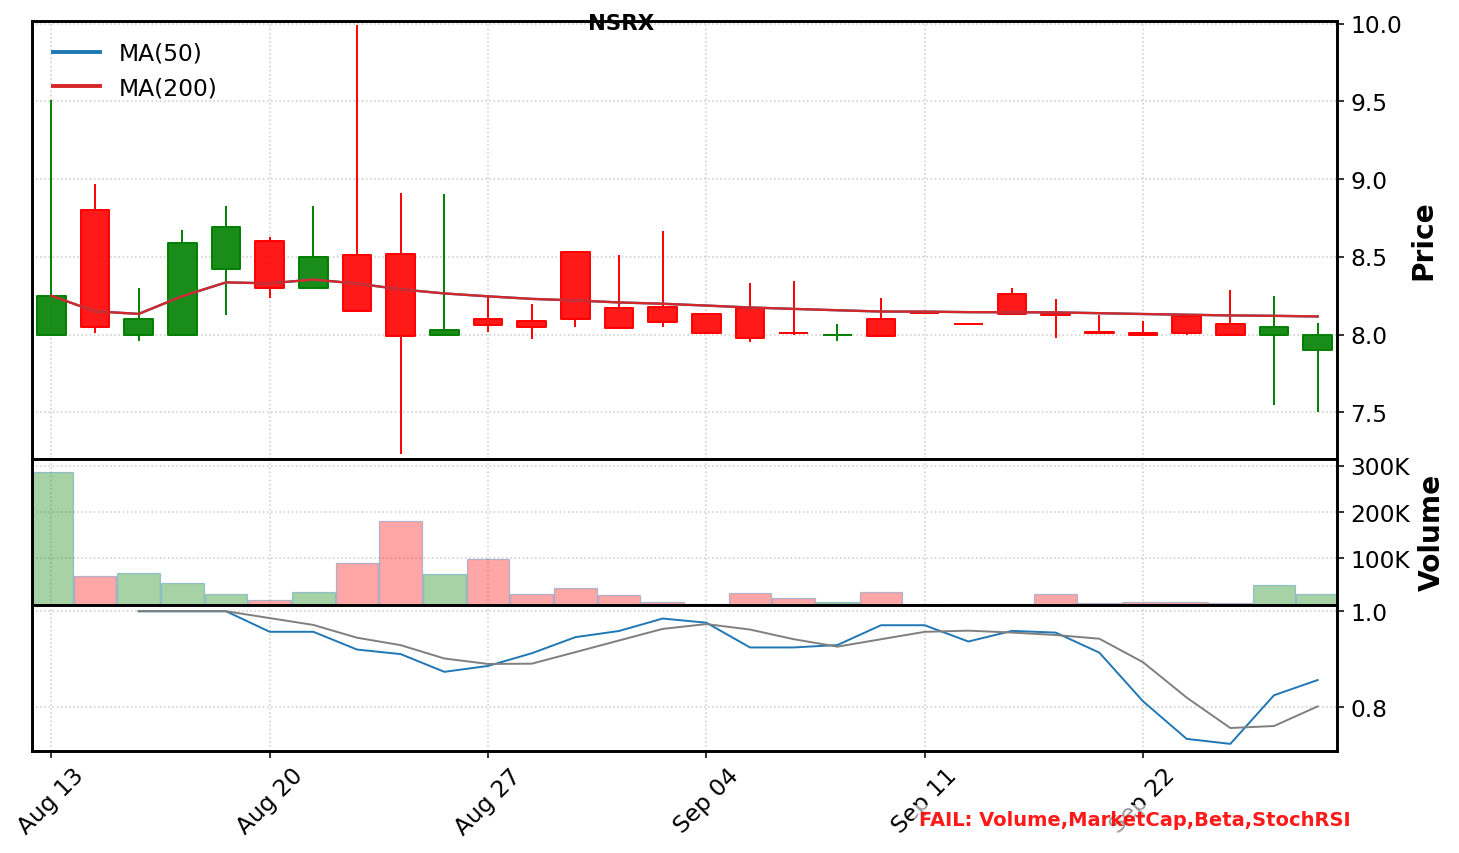 NSRX
MA(50)
MA(200)
10.0
9.5
9.0
8.5
8.0
7.5
Price
300K
200K
100K
Volume
1.0
0.8
Aug 13
Aug 20
Aug 27
Sep 04
Sep 11
Sep 22
FAIL: Volume,MarketCap,Beta,StochRSI